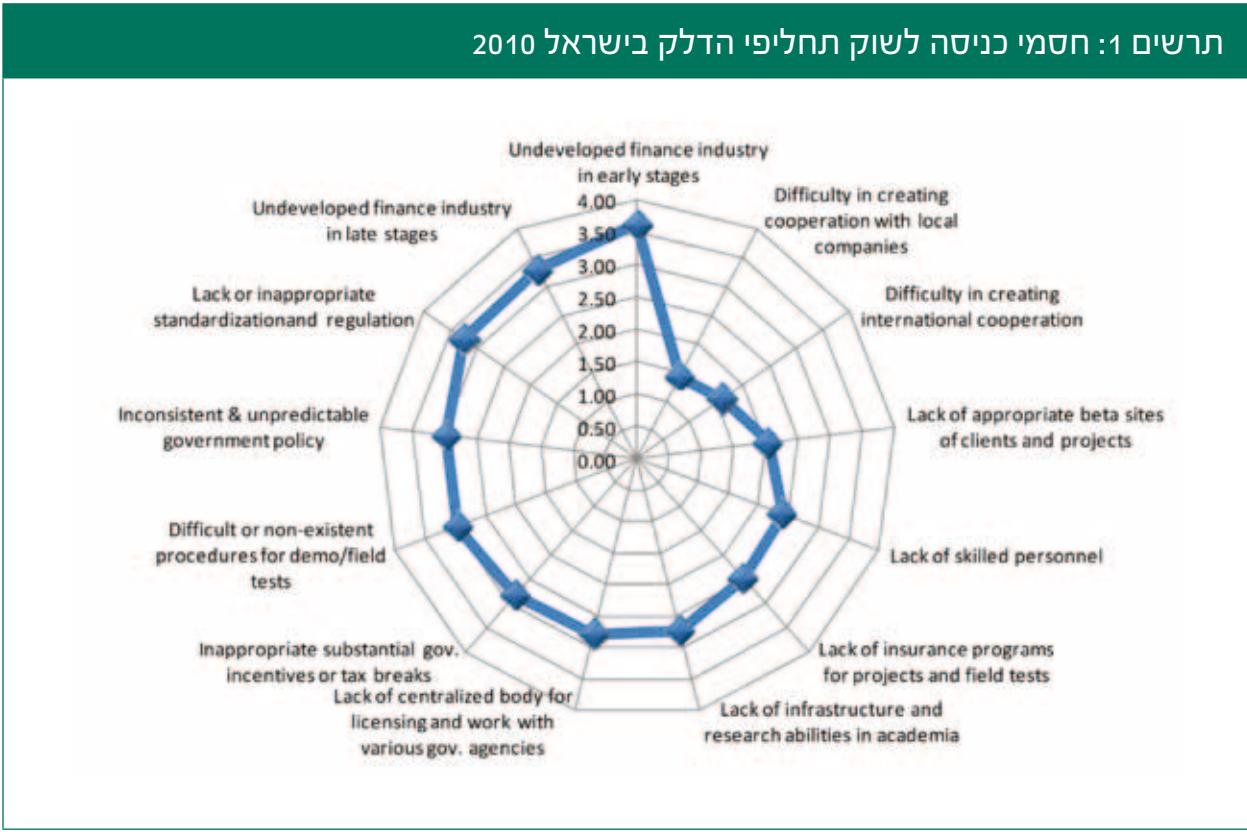 תרשים 1: חסמי כניסה לשוק תחליפי הדלק בישראל 2010
Undeveloped finance industry
in early stages
Difficulty in creating
cooperation with local
companies
Difficulty in creating
international cooperation
Lack of appropriate beta sites
of clients and projects
Lack of skilled personnel
Lack of insurance programs
for projects and field tests
Lack of infrastructure and
research abilities in academia
Lack of centralized body for
licensing and work with
various gov. agencies
Inappropriate substantial gov.
incentives or tax breaks
Difficult or non-existent
procedures for demo/field
tests
Inconsistent & unpredictable
government policy
Lack or inappropriate
standardizationand regulation
Undeveloped finance industry
in late stages
4.00
3.50
3.00
2.50
2.00
1.50
1.00
0.50
0.00